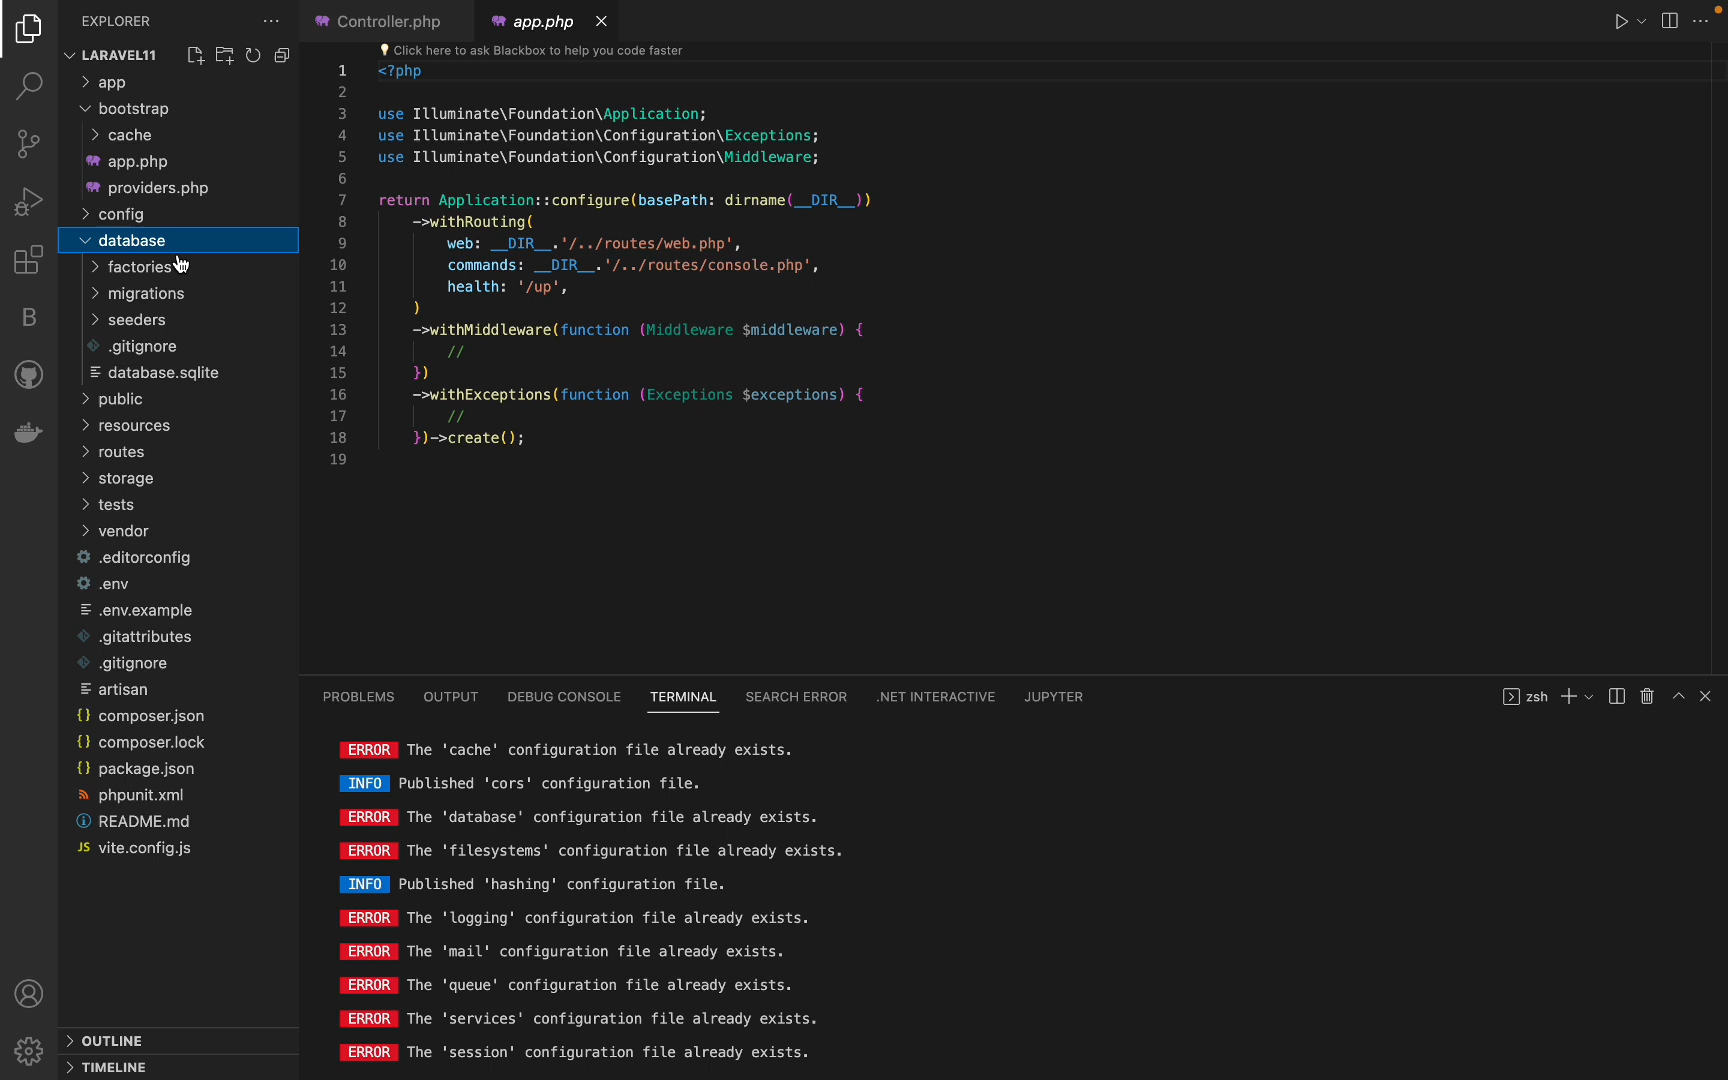 EXPLORER
LARAVEL11
app
bootstrap
cache
app.php
providers.php
config
database
factories
migrations
seeders
.gitignore
database.sqlite
public
resources
routes
storage
tests
vendor
.editorconfig
.env
.env.example
.gitattributes
.gitignore
artisan
composer.json
composer.lock
package.json
phpunit.xml
README.md
JS vite.config.js
OUTLINE
TIMELINE
Controller.php
app.php
Click here to ask Blackbox to help you code faster
1 <?php
2
3 use Illuminate\Foundation\Application;
4 use Illuminate\Foundation\Configuration\Exceptions;
5 use Illuminate\Foundation\Configuration\Middleware;
6
7 return Application::configure(basePath: dirname(__DIR__))
8 ->withRouting(
9 web: __DIR__.'/../routes/web.php',
10 commands: __DIR__.'/../routes/console.php',
11 health: '/up',
12 )
13 ->withMiddleware(function (Middleware $middleware) {
14 //
15 })
16 ->withExceptions(function (Exceptions $exceptions) {
17 //
18 })->create();
19
PROBLEMS OUTPUT DEBUG CONSOLE TERMINAL SEARCH ERROR .NET INTERACTIVE JUPYTER
zsh
ERROR The 'cache' configuration file already exists.
INFO Published 'cors' configuration file.
ERROR The 'database' configuration file already exists.
ERROR The 'filesystems' configuration file already exists.
INFO Published 'hashing' configuration file.
ERROR The 'logging' configuration file already exists.
ERROR The 'mail' configuration file already exists.
ERROR The 'queue' configuration file already exists.
ERROR The 'services' configuration file already exists.
ERROR The 'session' configuration file already exists.